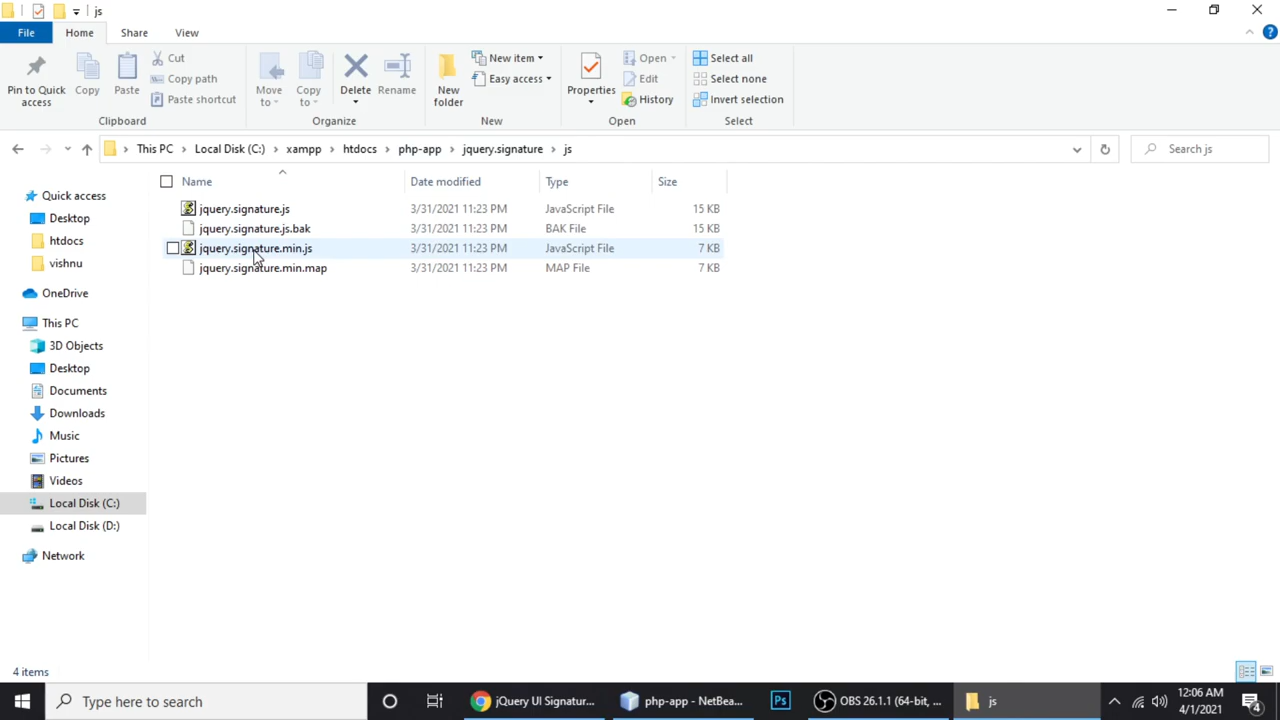 js
File Home Share View
Pin to Quick access
Copy
Paste
Cut
Copy path
Paste shortcut
Clipboard
Move to
Copy to
Delete
Rename
Organize
New folder
New item
Easy access
New
Properties
Open
Edit
History
Open
Select all
Select none
Invert selection
Select
This PC Local Disk (C:) xampp htdocs php-app jquery.signature js
Search js
Name Date modified Type Size
jquery.signature.js 3/31/2021 11:23 PM JavaScript File 15 KB
jquery.signature.js.bak 3/31/2021 11:23 PM BAK File 15 KB
jquery.signature.min.js 3/31/2021 11:23 PM JavaScript File 7 KB
jquery.signature.min.map 3/31/2021 11:23 PM MAP File 7 KB
Quick access
Desktop
htdocs
vishnu
OneDrive
This PC
3D Objects
Desktop
Documents
Downloads
Music
Pictures
Videos
Local Disk (C:)
Local Disk (D:)
Network
4 items
Type here to search
jQuery UI Signatur...
php-app - NetBea...
Ps
OBS 26.1.1 (64-bit, ...
js
12:06 AM
4/1/2021
4